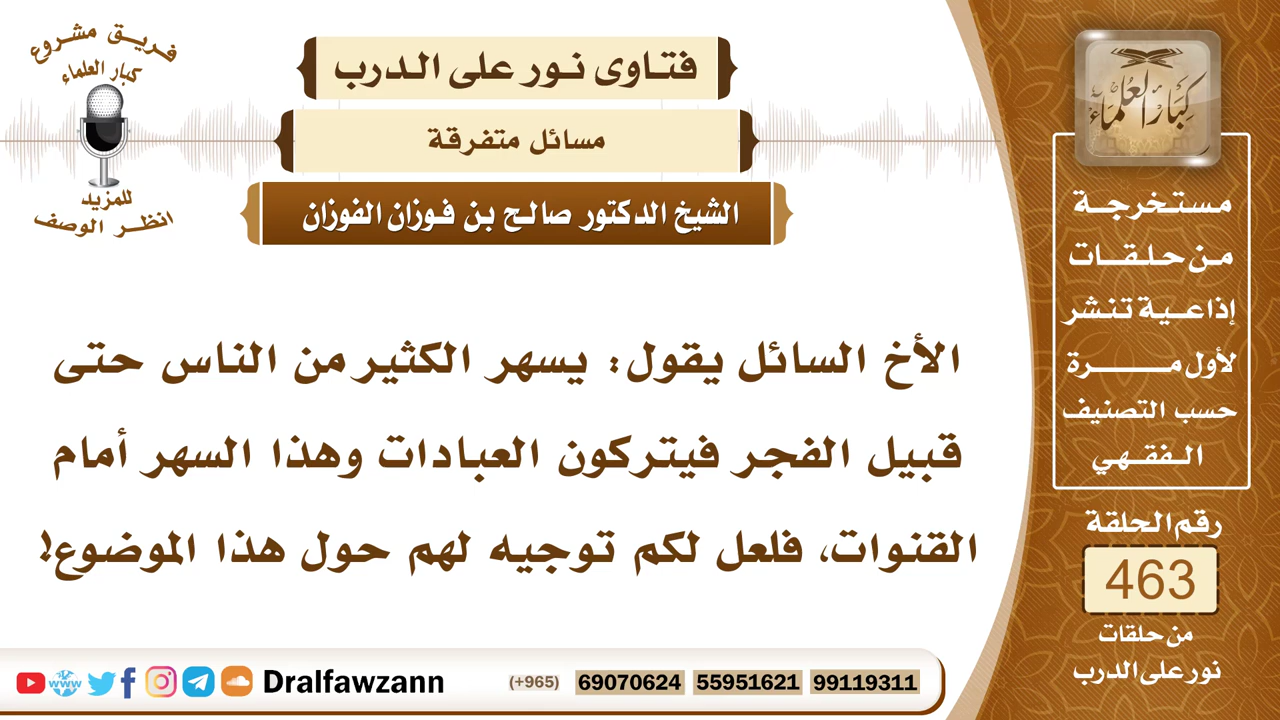 فريق مشروع
كبار العلماء
للمزيد
انظر الوصف
فتاوى نور على الدرب
مسائل متفرقة
الشيخ الدكتور صالح بن فوزان الفوزان
الأخ السائل يقول: يسهر الكثير من الناس حتى
قبيل الفجر فيتركون العبادات وهذا السهر أمام
القنوات، فلعل لكم توجيه لهم حول هذا الموضوع!
كبار العلماء
مستخرجة
من حلقات
إذاعية تنشر
لأول مرة
حسب التصنيف
الفقهي
رقم الحلقة
463
من حلقات
نور على الدرب
www Dralfawzann (+965) 69070624 55951621 99119311